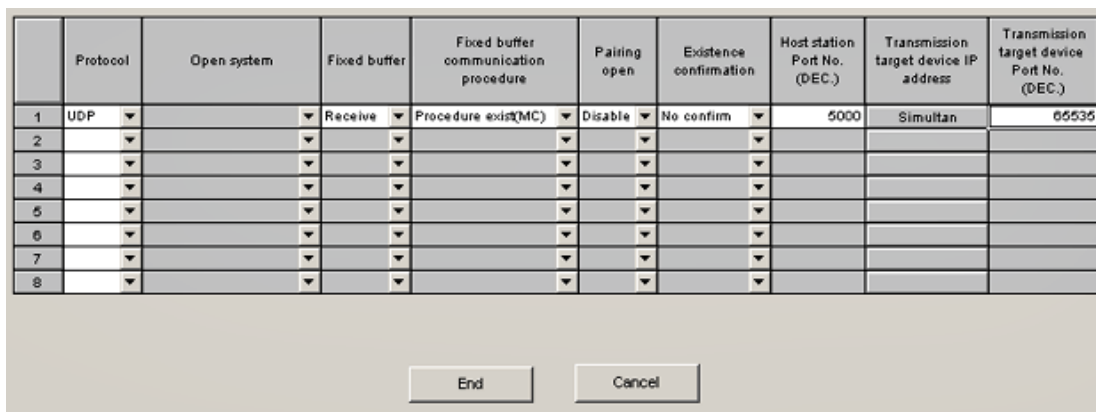 Protocol
Open system
Fixed buffer
Fixed buffer
communication
procedure
Pairing
open
Existence
confirmation
Host station
Port No.
(DEC.)
Transmission
target device IP
address
Transmission
target device
Port No.
(DEC.)
1 UDP Receive Procedure exist(MC) Disable No confirm 5000 Simultan 65535
2
3
4
5
6
7
8
End Cancel